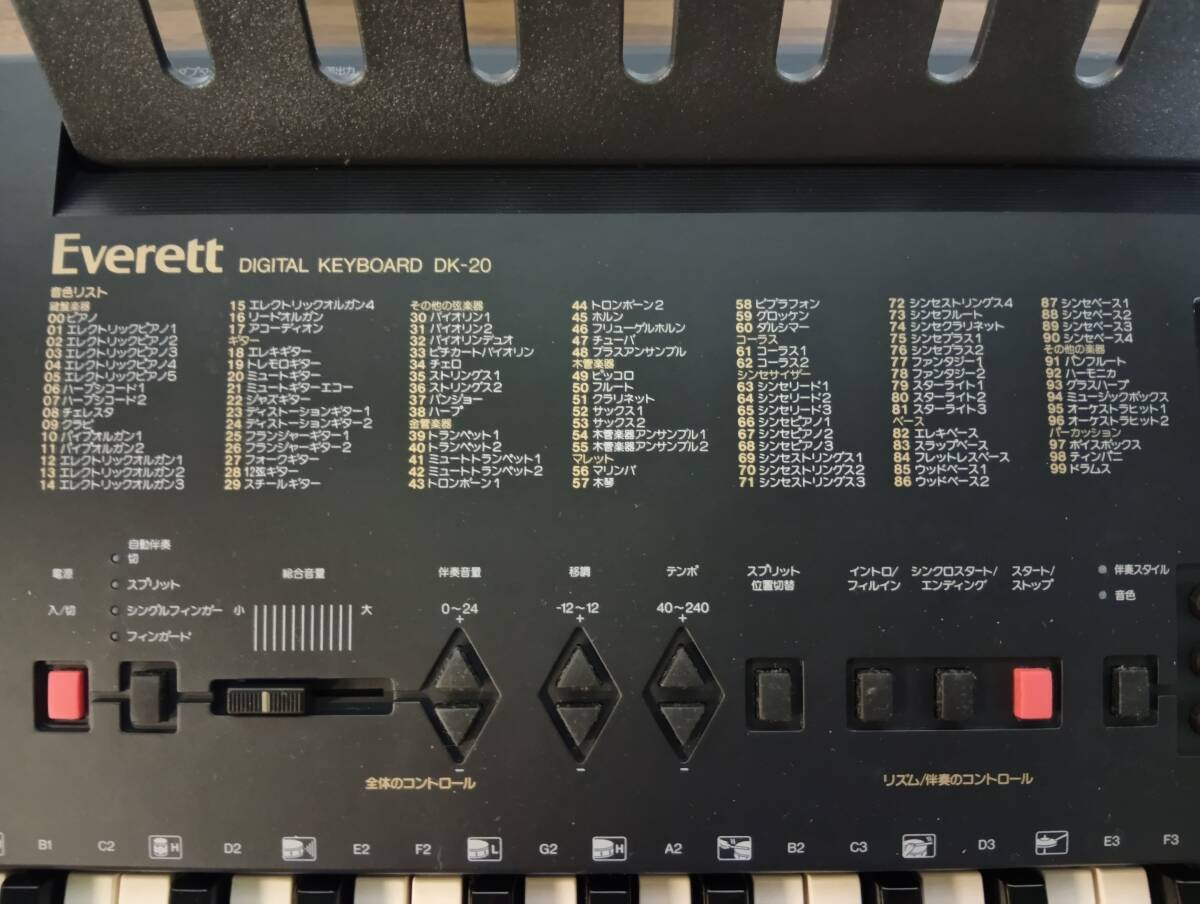 Everett DIGITAL KEYBOARD DK-20
音色リスト
鍵盤楽器
00 ピアノ
01 エレクトリックピアノ1
02 エレクトリックピアノ2
03 エレクトリックピアノ3
04 エレクトリックピアノ4
05 エレクトリックピアノ5
06 ハープシコード1
07 ハープシコード2
08 チェレスタ
09 クラビ
10 パイプオルガン1
11 パイプオルガン2
12 エレクトリックオルガン1
13 エレクトリックオルガン2
14 エレクトリックオルガン3
15 エレクトリックオルガン4
16 リードオルガン
17 アコーディオン
ギター
18 エレキギター
19 トレモロギター
20 ミュートギター
21 ミュートギターエコー
22 ジャズギター
23 ディストーションギター1
24 ディストーションギター2
25 フランジャーギター1
26 フランジャーギター2
27 フォークギター
28 12弦ギター
29 スチールギター
その他の弦楽器
30 バイオリン1
31 バイオリン2
32 バイオリンデュオ
33 ピチカートバイオリン
34 チェロ
35 ストリングス1
36 ストリングス2
37 バンジョー
38 ハープ
金管楽器
39 トランペット1
40 トランペット2
41 ミュートトランペット1
42 ミュートトランペット2
43 トロンボーン1
44 トロンボーン2
45 ホルン
46 フリューゲルホルン
47 チューバ
48 ブラスアンサンブル
木管楽器
49 ピッコロ
50 フルート
51 クラリネット
52 サックス1
53 サックス2
54 木管楽器アンサンブル1
55 木管楽器アンサンブル2
マレット
56 マリンバ
57 木琴
58 ビブラフォン
59 グロッケン
60 ダルシマー
コーラス
61 コーラス1
62 コーラス2
シンセサイザー
63 シンセリード1
64 シンセリード2
65 シンセリード3
66 シンセピアノ1
67 シンセピアノ2
68 シンセピアノ3
69 シンセストリングス1
70 シンセストリングス2
71 シンセストリングス3
72 シンセストリングス4
73 シンセフルート
74 シンセクラリネット
75 シンセブラス1
76 シンセブラス2
77 ファンタジー1
78 ファンタジー2
79 スターライト1
80 スターライト2
81 スターライト3
ベース
82 エレキベース
83 スラップベース
84 フレットレスベース
85 ウッドベース1
86 ウッドベース2
87 シンセベース1
88 シンセベース2
89 シンセベース3
90 シンセベース4
その他の楽器
91 パンフルート
92 ハーモニカ
93 グラスハープ
94 ミュージックボックス
95 オーケストラヒット1
96 オーケストラヒット2
パーカッション
97 ボイスボックス
98 ティンパニ
99 ドラムス
電源
入/切
自動伴奏
切
スプリット
シングルフィンガー
フィンガード
総合音量
小 大
伴奏音量
0～24
+
−
移調
-12～12
+
−
テンポ
40～240
+
−
スプリット
位置切替
イントロ/
フィルイン
シンクロスタート/
エンディング
スタート/
ストップ
伴奏スタイル
音色
全体のコントロール
リズム/伴奏のコントロール
B1 C2 H D2 E2 F2 L G2 H A2 B2 C3 D3 E3 F3